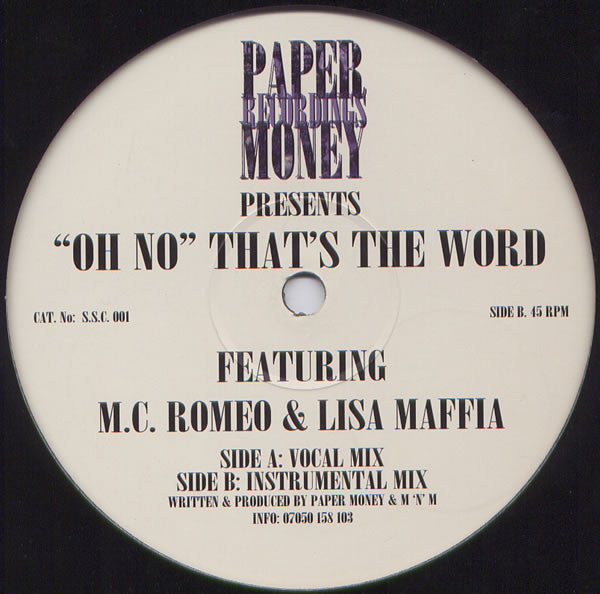 PAPER
RECORDINGS
MONEY
PRESENTS
"OH NO" THAT'S THE WORD
CAT. No: S.S.C. 001
SIDE B. 45 RPM
FEATURING
M.C. ROMEO & LISA MAFFIA
SIDE A: VOCAL MIX
SIDE B: INSTRUMENTAL MIX
WRITTEN & PRODUCED BY PAPER MONEY & M 'N' M
INFO: 07050 158 103